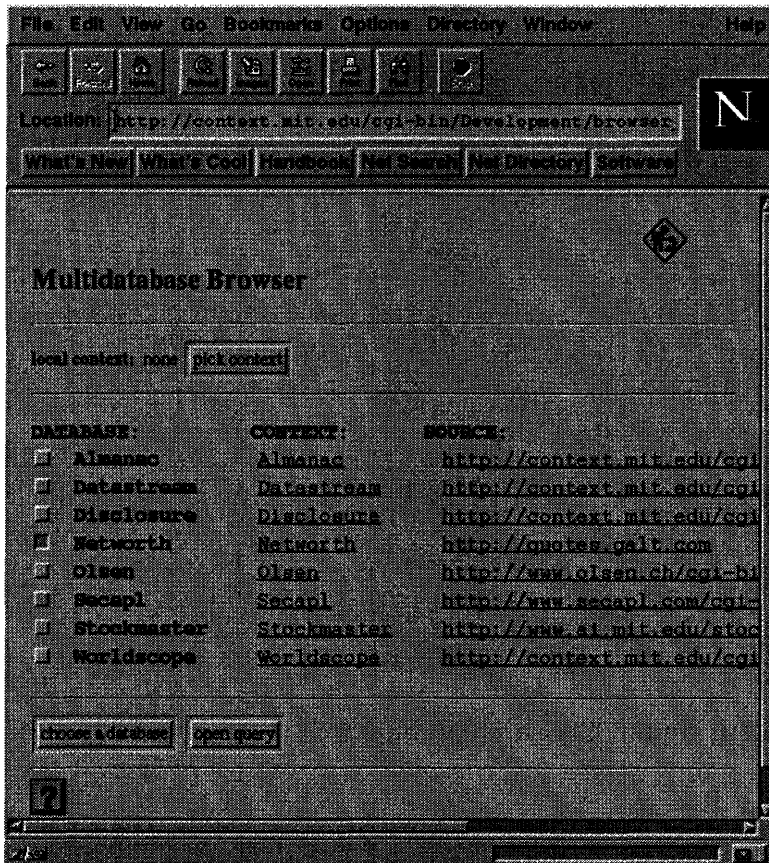 File Edit View Go Bookmarks Options Directory Window Help
Location: http://context.mit.edu/cgi-bin/Development/browser.
N
What's New What's Cool Handbook Net Search Net Directory Software
Multidatabase Browser
local context: none pick context
DATABASE: CONTEXT: SOURCE:
Almanac Almanac http://context.mit.edu/cgi
Datastream Datastream http://context.mit.edu/cgi
Disclosure Disclosure http://context.mit.edu/cgi
Networth Networth http://quotes.galt.com
Olsen Olsen http://www.olsen.ch/cgi-bi
Secapl Secapl http://www.secapl.com/cgi-
Stockmaster Stockmaster http://www.ai.mit.edu/stoc
Worldscope Worldscope http://context.mit.edu/cgi
choose a database open query
?